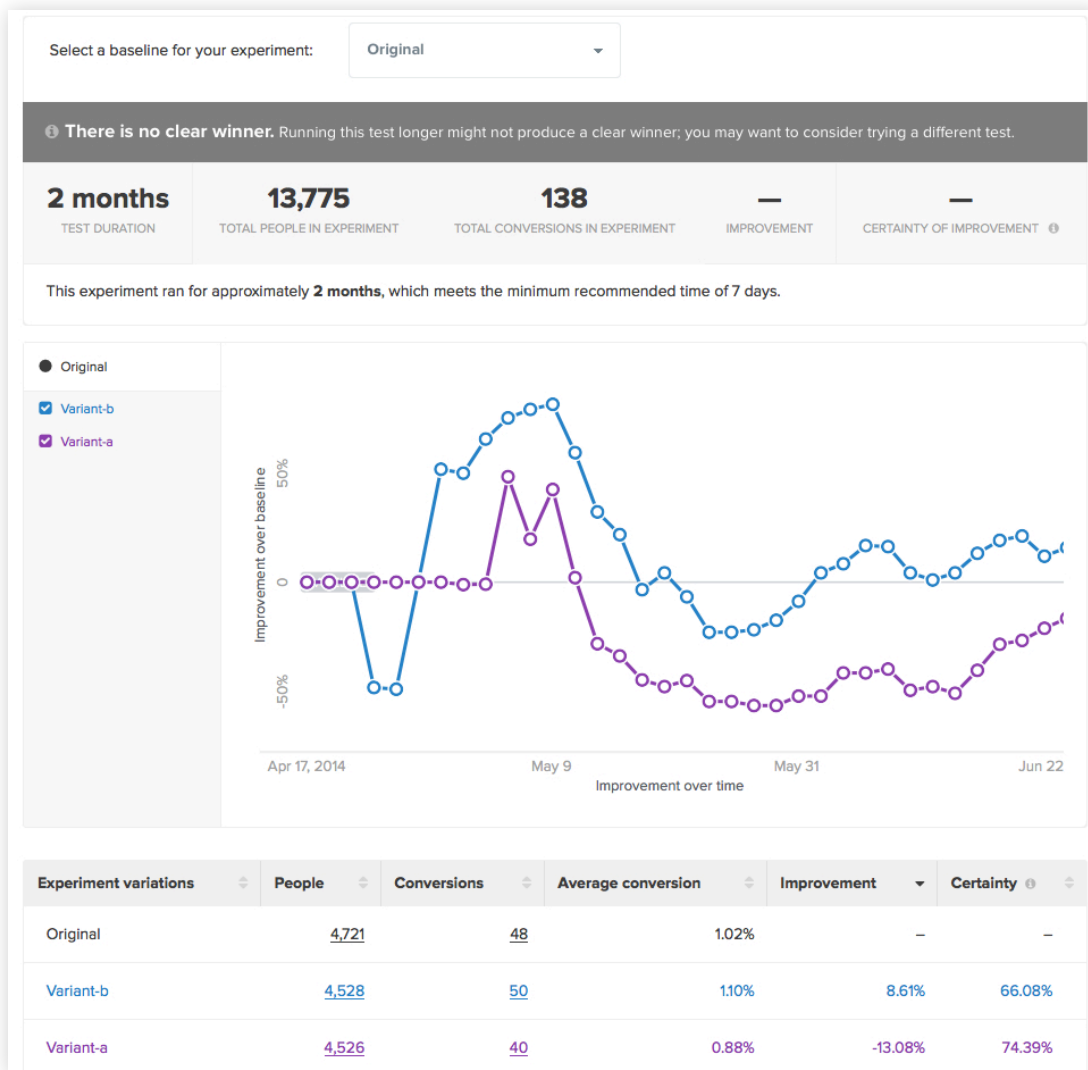 Select a baseline for your experiment: Original
There is no clear winner. Running this test longer might not produce a clear winner; you may want to consider trying a different test.
2 months 13,775 138 — —
TEST DURATION TOTAL PEOPLE IN EXPERIMENT TOTAL CONVERSIONS IN EXPERIMENT IMPROVEMENT CERTAINTY OF IMPROVEMENT
This experiment ran for approximately 2 months, which meets the minimum recommended time of 7 days.
Original
Variant-b
Variant-a
Improvement over baseline
50%
0
-50%
Apr 17, 2014 May 9 May 31 Jun 22
Improvement over time
Experiment variations People Conversions Average conversion Improvement Certainty
Original 4,721 48 1.02% – –
Variant-b 4,528 50 1.10% 8.61% 66.08%
Variant-a 4,526 40 0.88% -13.08% 74.39%